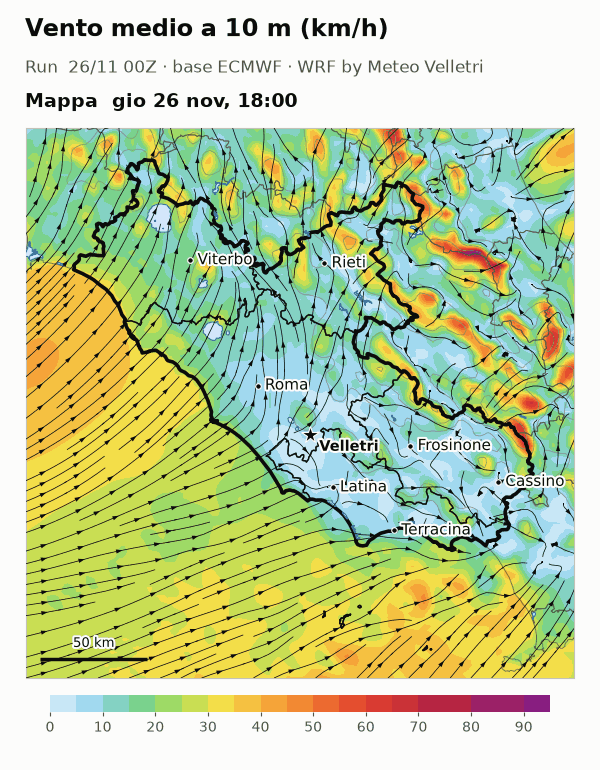 Vento medio a 10 m (km/h)
Run  26/11 00Z · base ECMWF · WRF by Meteo Velletri
Mappa  gio 26 nov, 18:00
Viterbo
Rieti
Roma
Velletri
Frosinone
Cassino
Latina
Terracina
50 km
0 10 20 30 40 50 60 70 80 90